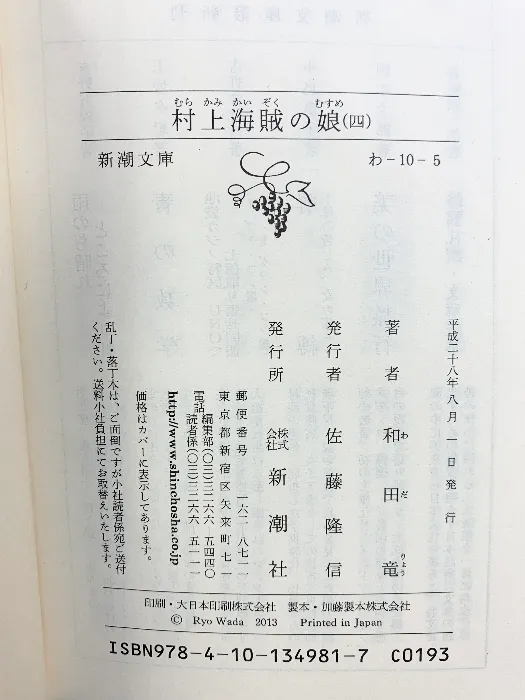 むら かみ かい ぞく むすめ
村上海賊の娘(四)
新潮文庫
わ-10-5
平成二十八年八月一日発行
著者 和田竜
わ だ りょう
発行者 佐藤隆信
発行所 株式会社 新潮社
郵便番号 一六二-八七一一
東京都新宿区矢来町七一
電話 編集部(〇三)三二六六-五四四〇
読者係(〇三)三二六六-五一一一
http://www.shinchosha.co.jp
価格はカバーに表示してあります。
乱丁・落丁本は、ご面倒ですが小社読者係宛ご送付
ください。送料小社負担にてお取替えいたします。
印刷・大日本印刷株式会社 製本・加藤製本株式会社
© Ryo Wada 2013 Printed in Japan
ISBN978-4-10-134981-7 C0193